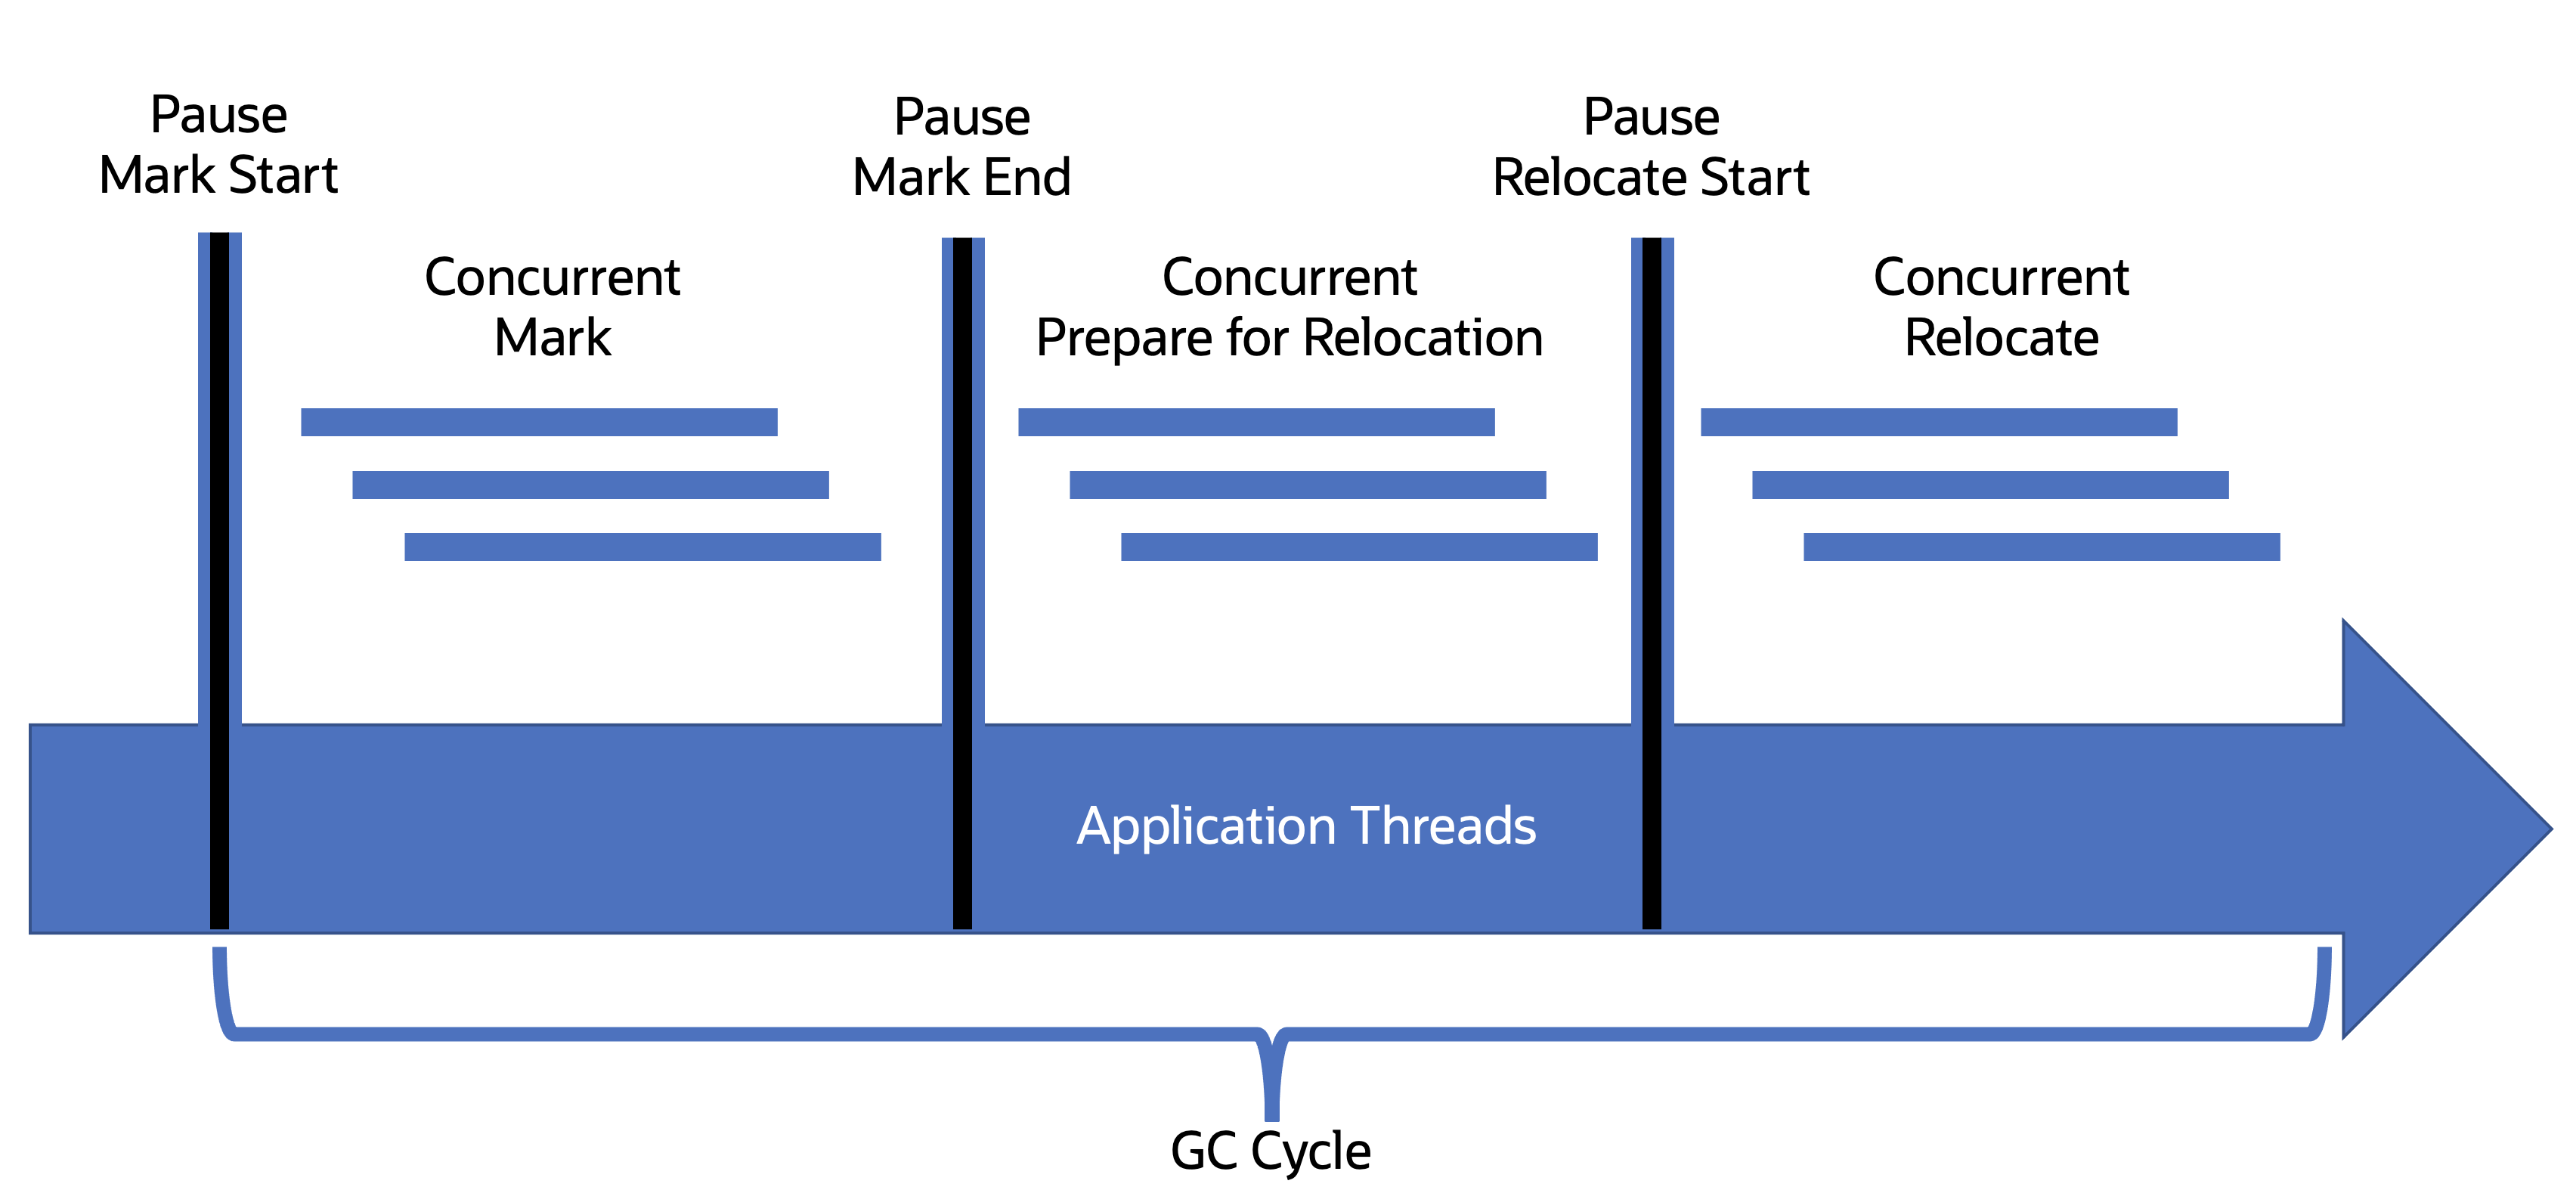 Pause
Mark Start
Pause
Mark End
Pause
Relocate Start
Concurrent
Mark
Concurrent
Prepare for Relocation
Concurrent
Relocate
Application Threads
GC Cycle